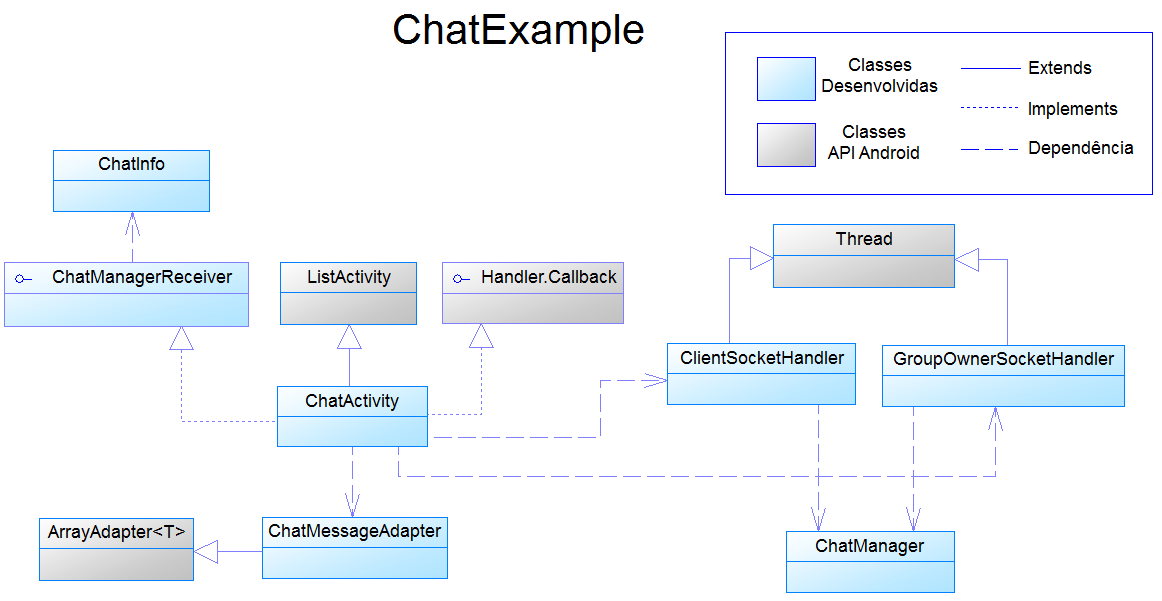 ChatExample
Classes
Desenvolvidas
Extends
Implements
Classes
API Android
Dependência
ChatInfo
Thread
ChatManagerReceiver
ListActivity
Handler.Callback
ClientSocketHandler
GroupOwnerSocketHandler
ChatActivity
ArrayAdapter<T>
ChatMessageAdapter
ChatManager